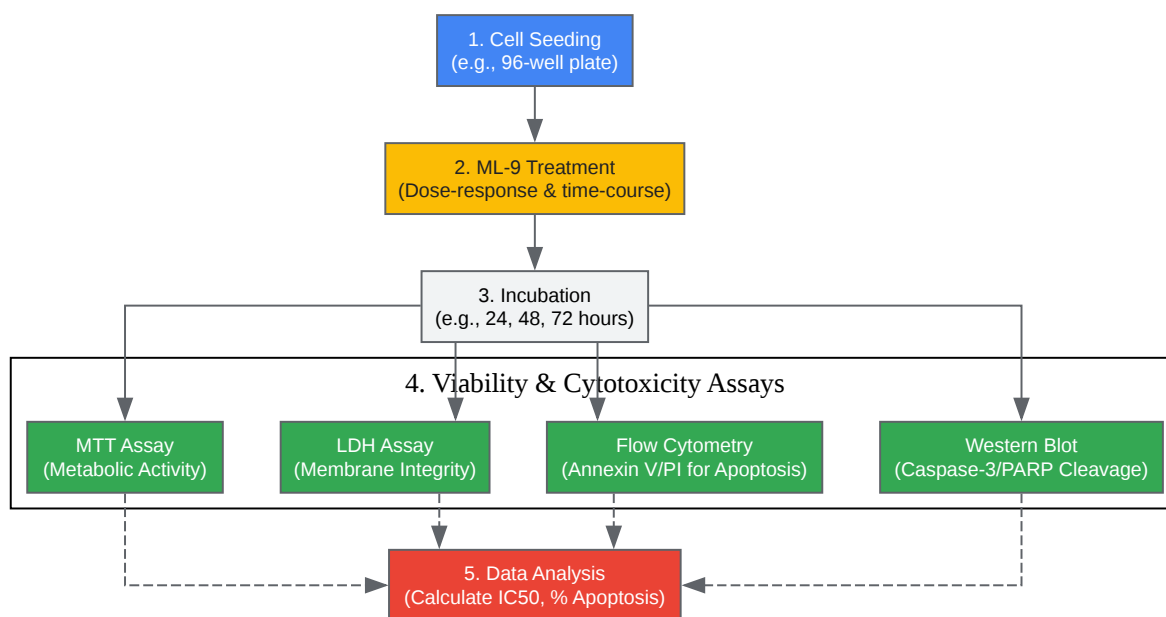 1. Cell Seeding
(e.g., 96-well plate)
2. ML-9 Treatment
(Dose-response & time-course)
3. Incubation
(e.g., 24, 48, 72 hours)
4. Viability & Cytotoxicity Assays
MTT Assay
(Metabolic Activity)
LDH Assay
(Membrane Integrity)
Flow Cytometry
(Annexin V/PI for Apoptosis)
Western Blot
(Caspase-3/PARP Cleavage)
5. Data Analysis
(Calculate IC50, % Apoptosis)